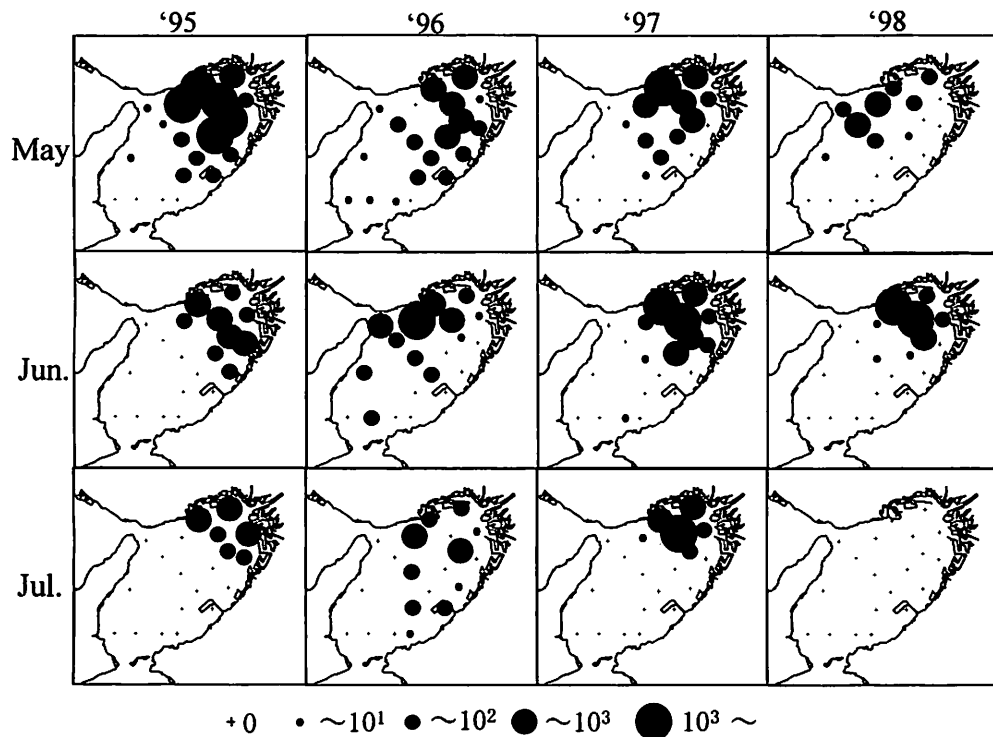 ‘95 ‘96 ‘97 ‘98
May
Jun.
Jul.
+ 0 • ～10¹ ● ～10² ● ～10³ ● 10³ ～